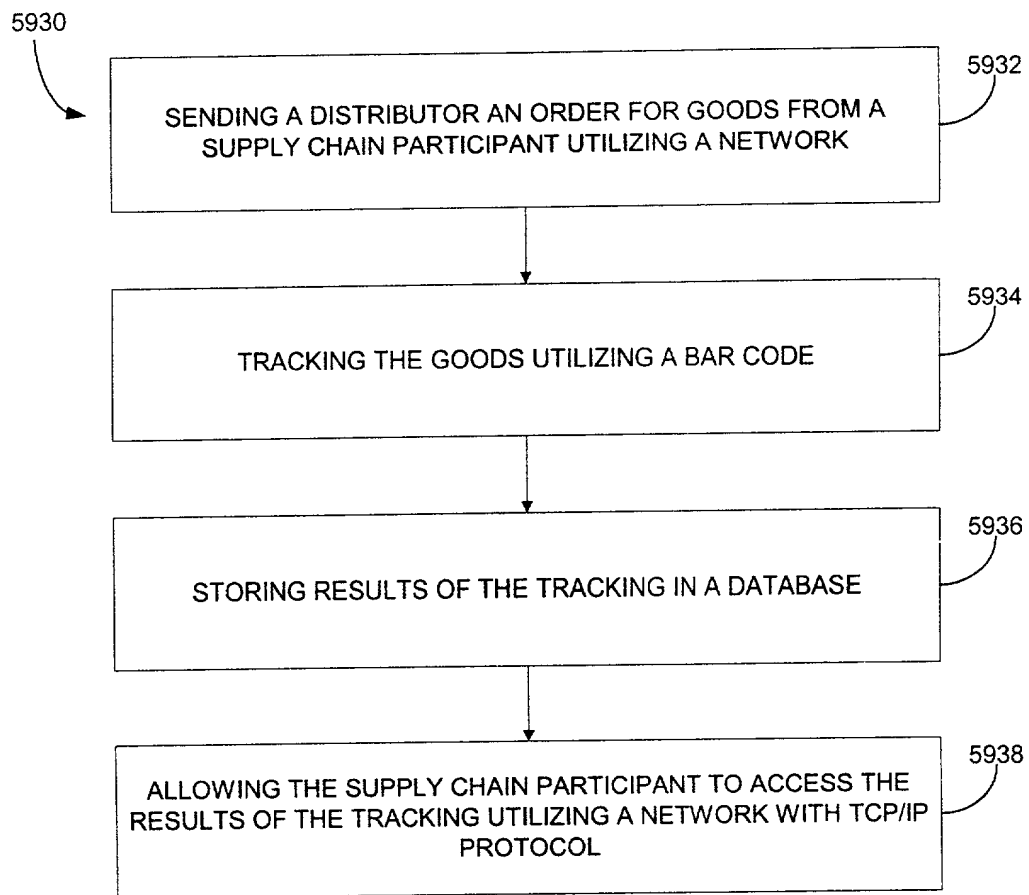 5930
5932
SENDING A DISTRIBUTOR AN ORDER FOR GOODS FROM A
SUPPLY CHAIN PARTICIPANT UTILIZING A NETWORK
5934
TRACKING THE GOODS UTILIZING A BAR CODE
5936
STORING RESULTS OF THE TRACKING IN A DATABASE
5938
ALLOWING THE SUPPLY CHAIN PARTICIPANT TO ACCESS THE
RESULTS OF THE TRACKING UTILIZING A NETWORK WITH TCP/IP
PROTOCOL